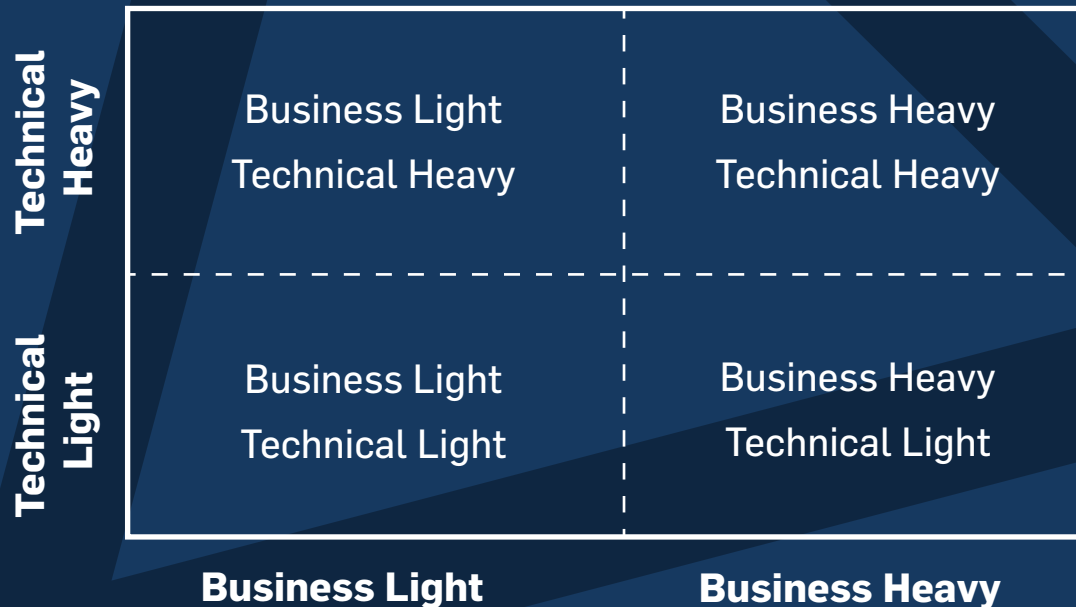 Technical
Heavy
Business Light
Technical Heavy
Business Heavy
Technical Heavy
Technical
Light
Business Light
Technical Light
Business Heavy
Technical Light
Business Light
Business Heavy